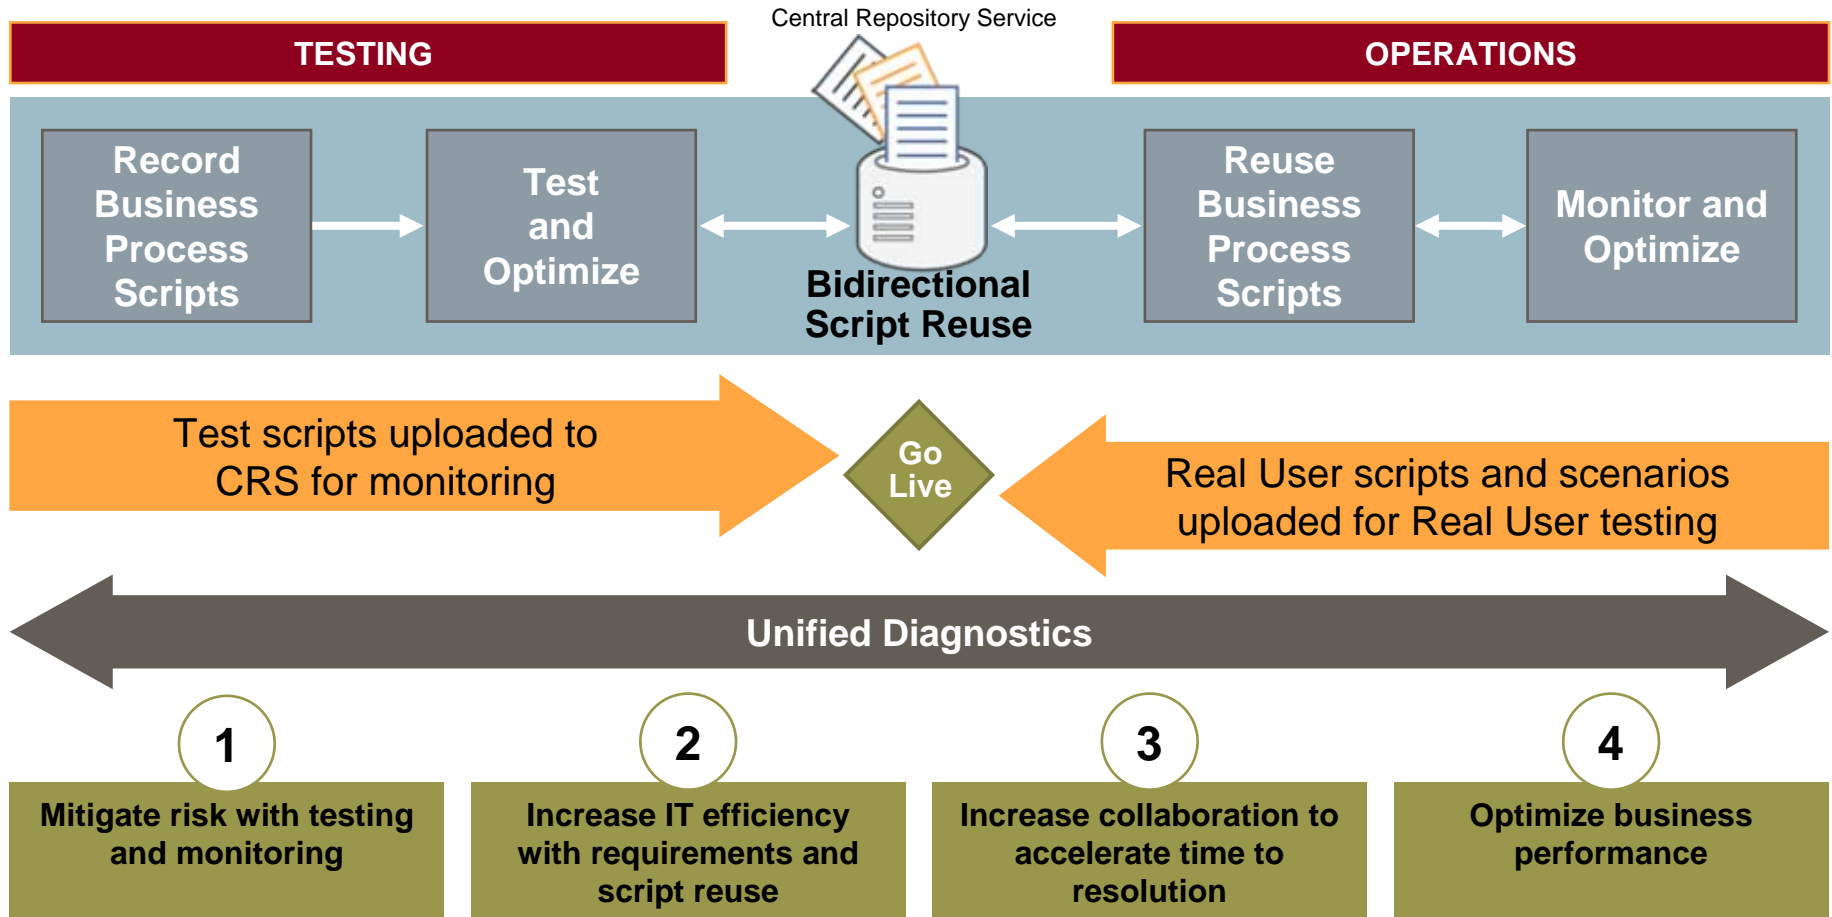 Central Repository Service
TESTING
OPERATIONS
Record
Business
Process
Scripts
Test
and
Optimize
Bidirectional
Script Reuse
Reuse
Business
Process
Scripts
Monitor and
Optimize
Test scripts uploaded to
CRS for monitoring
Go
Live
Real User scripts and scenarios
uploaded for Real User testing
Unified Diagnostics
1
Mitigate risk with testing
and monitoring
2
Increase IT efficiency
with requirements and
script reuse
3
Increase collaboration to
accelerate time to
resolution
4
Optimize business
performance